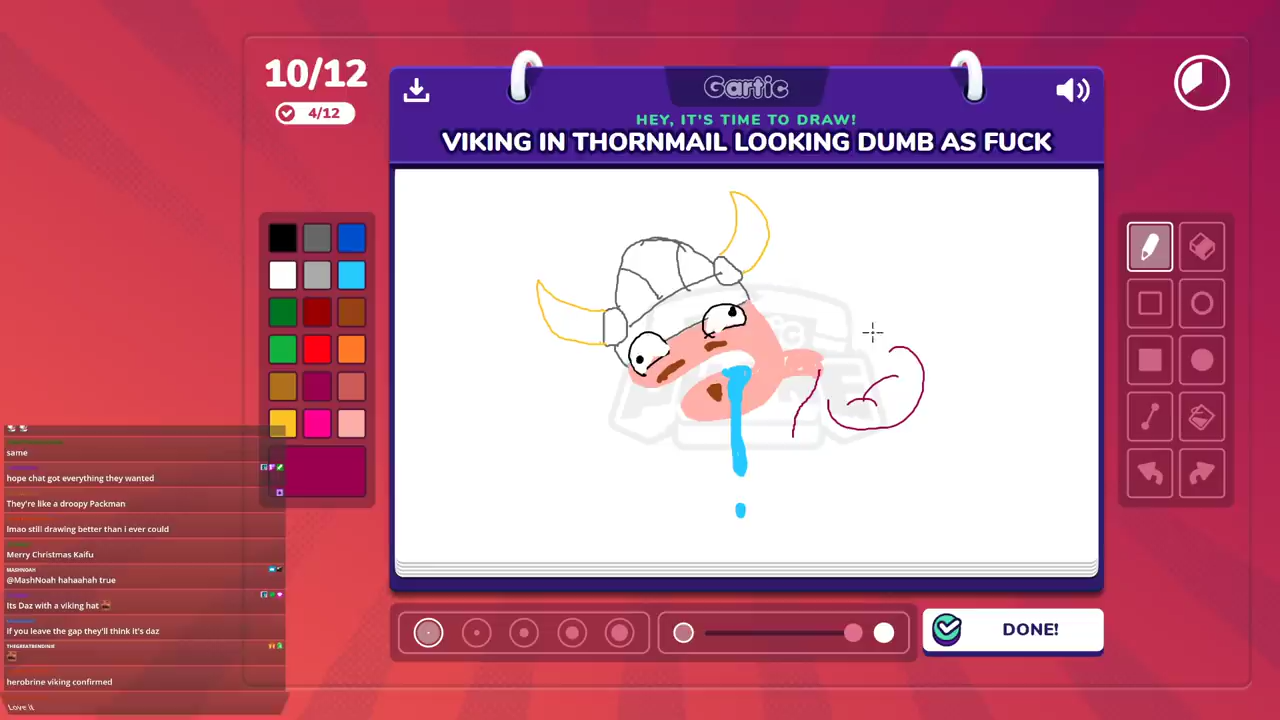 10/12
4/12
Gartic
HEY, IT'S TIME TO DRAW!
VIKING IN THORNMAIL LOOKING DUMB AS FUCK
same
hope chat got everything they wanted
They're like a droopy Packman
lmao still drawing better than i ever could
Merry Christmas Kaifu
MASHNOAH
@MashNoah hahaahah true
Its Daz with a viking hat
if you leave the gap they'll think it's daz
THEGREATBENDINIE
herobrine viking confirmed
\Love \L
DONE!